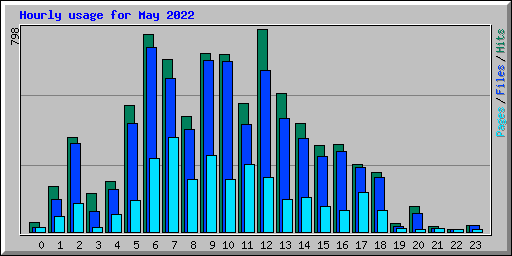 Hourly usage for May 2022
798
Pages / Files / Hits
0 1 2 3 4 5 6 7 8 9 10 11 12 13 14 15 16 17 18 19 20 21 22 23